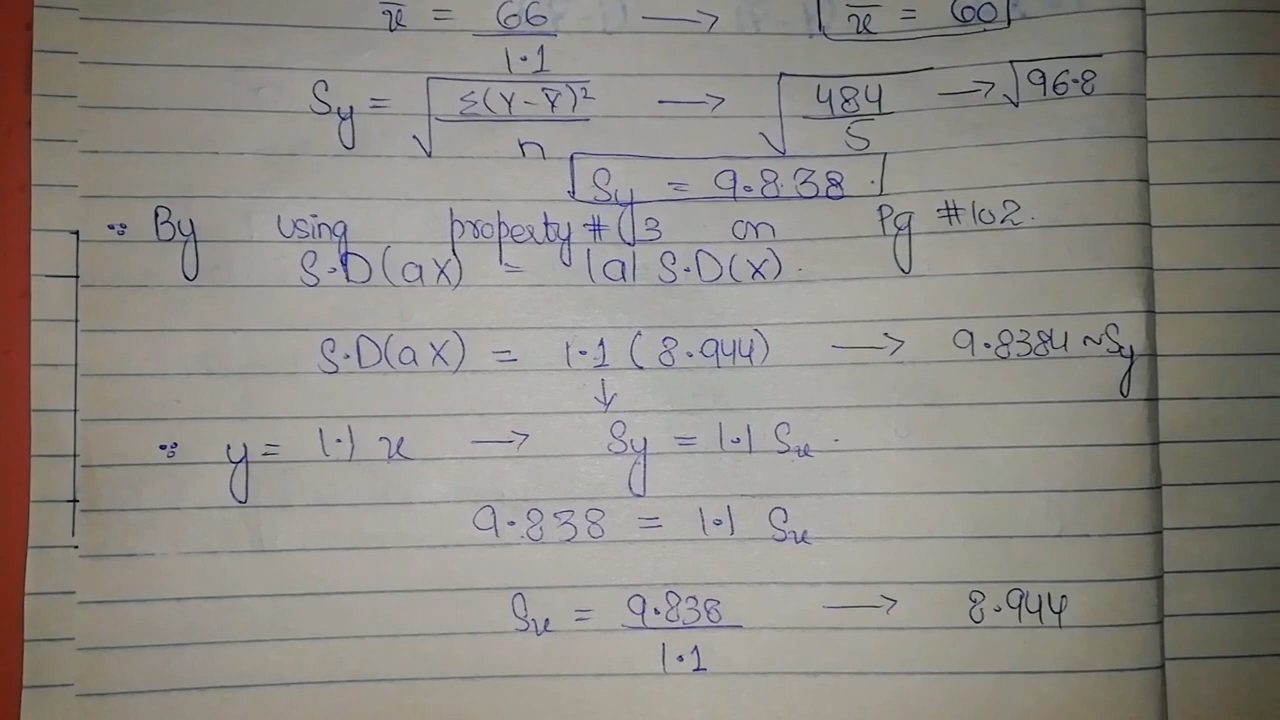 x̄ = 66/1.1 → x̄ = 60
Sy = √Σ(Y-Ȳ)²/n → √484/5 → √96.8
Sy = 9.838
∵ By using property #(3 on Pg #102.
S.D(aX) = |a| S.D(X).
S.D(aX) = 1.1 (8.944) → 9.8384 ~Sy
↓
∵ y = 1.1 x → Sy = 1.1 Sx.
9.838 = 1.1 Sx
Sx = 9.838/1.1 → 8.944